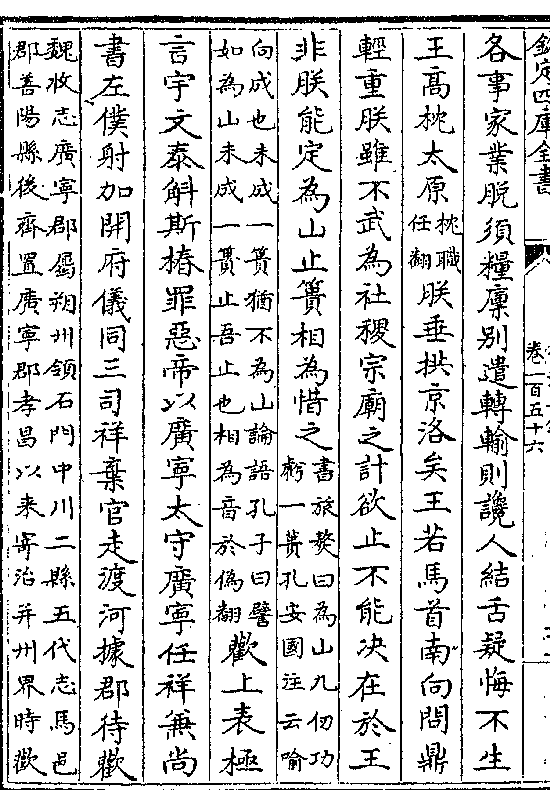 欽定四庫全書
卷一百五十六
各事家業脫須糧廩別遣轉輸則讒人結舌疑悔不生
王高枕太原枕職任翻朕垂拱京洛矣王若馬首南向問鼎
輕重朕雖不武為社稷宗廟之計欲止不能决在於王
非朕能定為山止簣相為惜之書旅獒曰為山九仞功虧一簣孔安國注云喻
向成也未成一簣猶不為山論語孔子曰譬如為山未成一簣止吾止也相為音於偽翻歡上表極
言宇文泰斛斯椿罪惡帝以廣寧太守廣寧任祥兼尚
書左僕射加開府儀同三司祥棄官走渡河據郡待歡
魏收志廣寧郡屬朔州領石門中川二縣五代志馬邑
郡善陽縣後齊置廣寧郡孝昌以来寄治并州界時歡